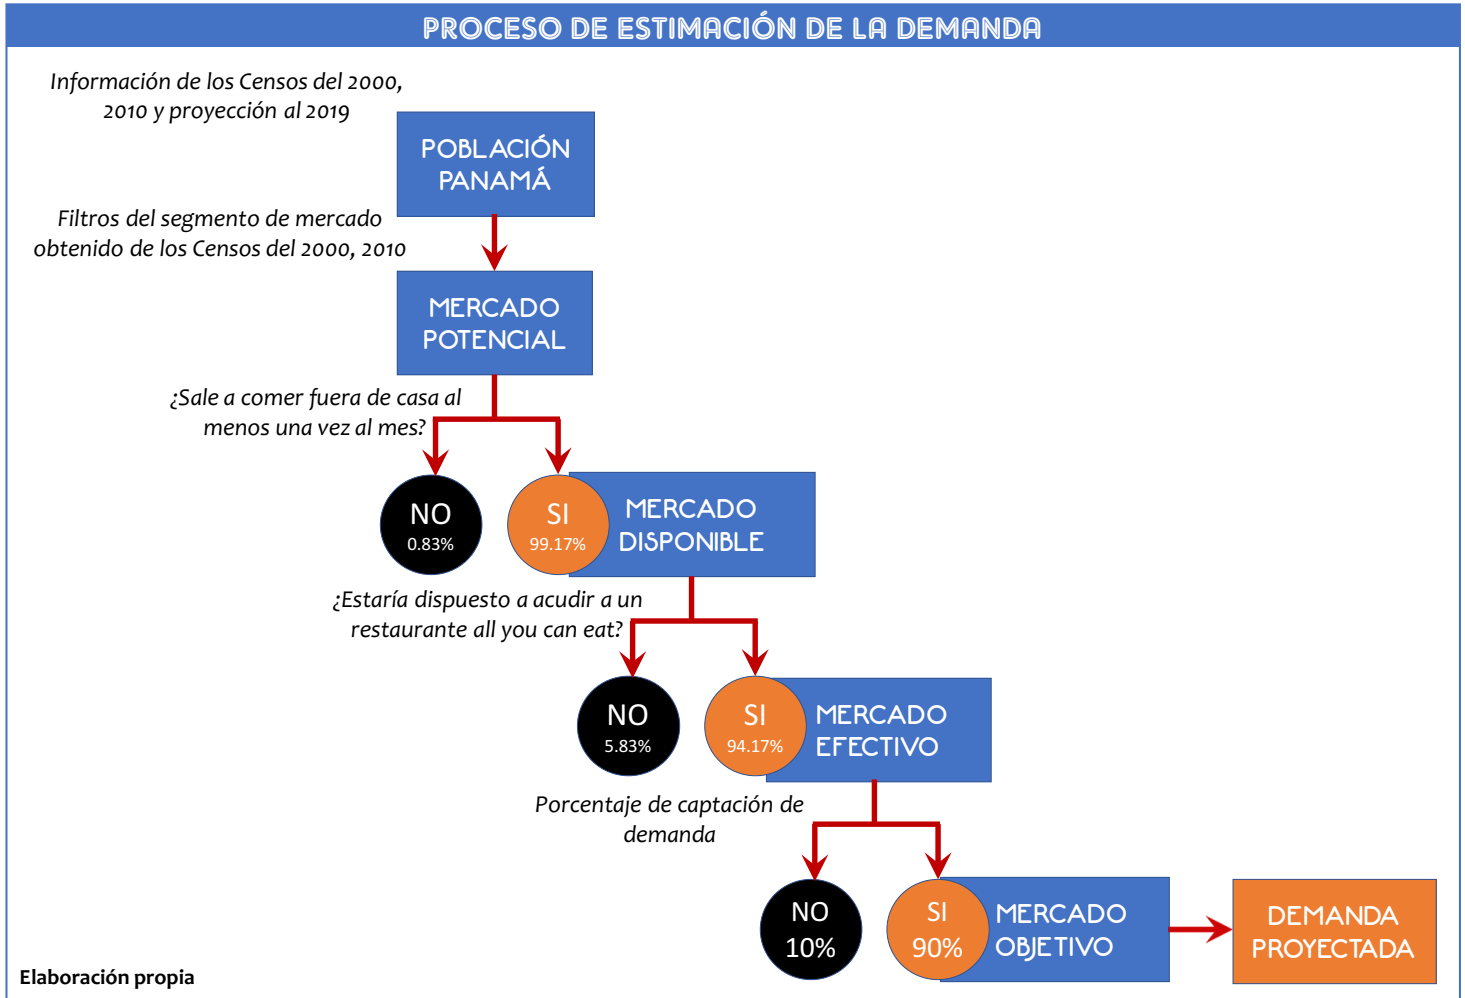 PROCESO DE ESTIMACIÓN DE LA DEMANDA
Información de los Censos del 2000,
2010 y proyección al 2019
POBLACIÓN
PANAMÁ
Filtros del segmento de mercado
obtenido de los Censos del 2000, 2010
MERCADO
POTENCIAL
¿Sale a comer fuera de casa al
menos una vez al mes?
NO
0.83%
SI
99.17%
MERCADO
DISPONIBLE
¿Estaría dispuesto a acudir a un
restaurante all you can eat?
NO
5.83%
SI
94.17%
MERCADO
EFECTIVO
Porcentaje de captación de
demanda
NO
10%
SI
90%
MERCADO
OBJETIVO
DEMANDA
PROYECTADA
Elaboración propia